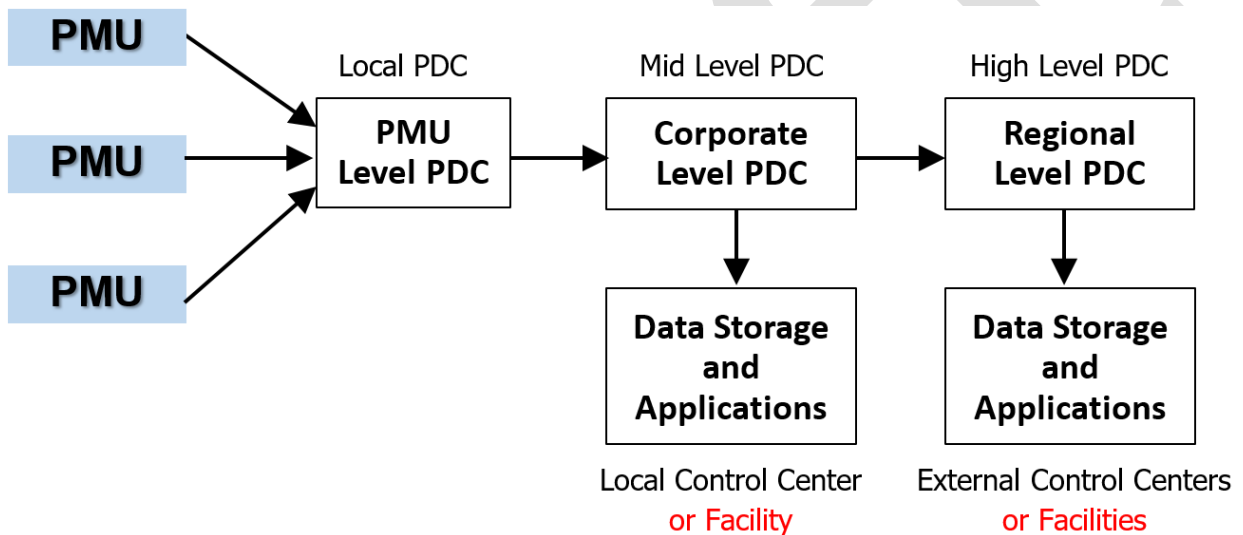 PMU
PMU
PMU
Local PDC
PMU
Level PDC
Mid Level PDC
Corporate
Level PDC
High Level PDC
Regional
Level PDC
Data Storage
and
Applications
Local Control Center
or Facility
Data Storage
and
Applications
External Control Centers
or Facilities